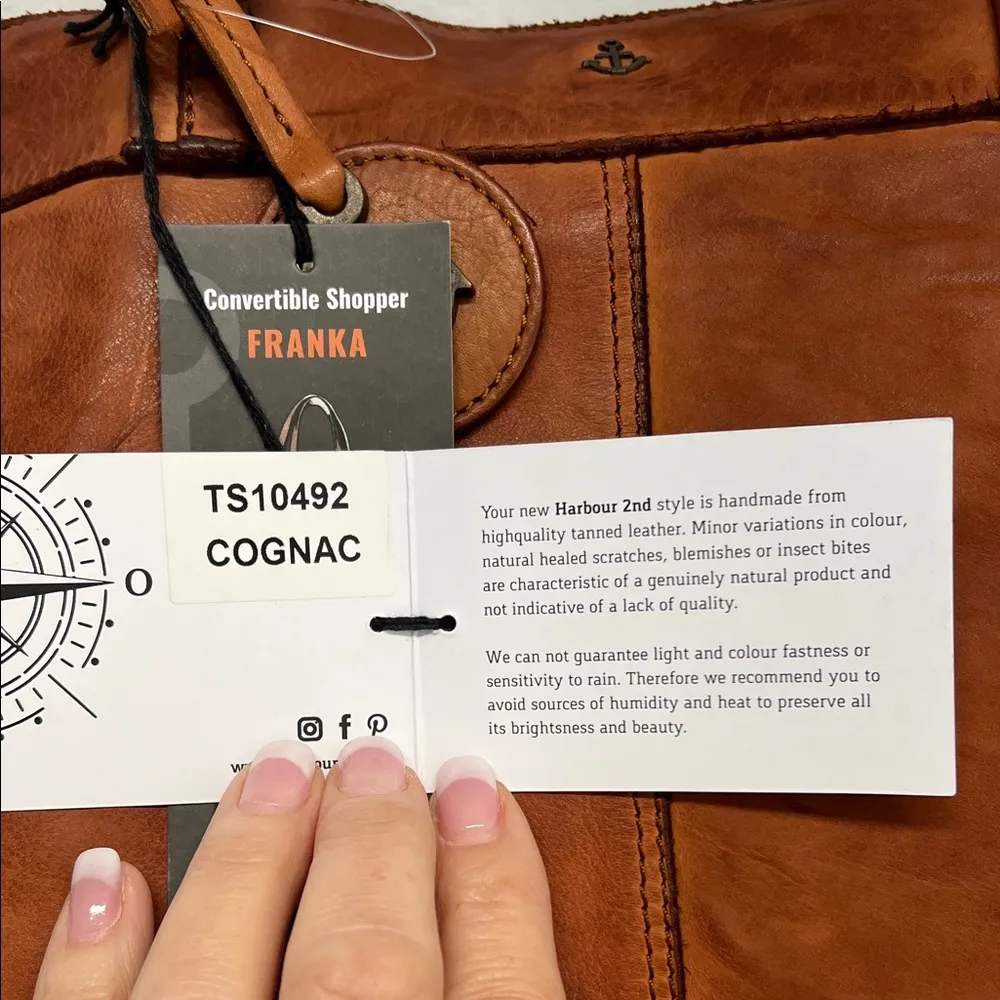 Convertible Shopper
FRANKA
TS10492
COGNAC
O
Your new Harbour 2nd style is handmade from
highquality tanned leather. Minor variations in colour,
natural healed scratches, blemishes or insect bites
are characteristic of a genuinely natural product and
not indicative of a lack of quality.
We can not guarantee light and colour fastness or
sensitivity to rain. Therefore we recommend you to
avoid sources of humidity and heat to preserve all
its brightsness and beauty.